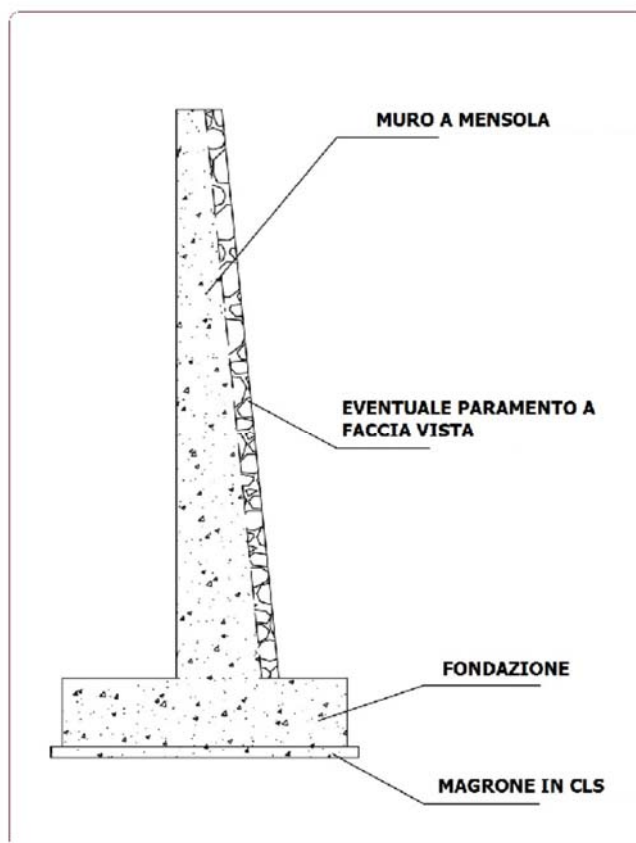 MURO A MENSOLA
EVENTUALE PARAMENTO A
FACCIA VISTA
FONDAZIONE
MAGRONE IN CLS